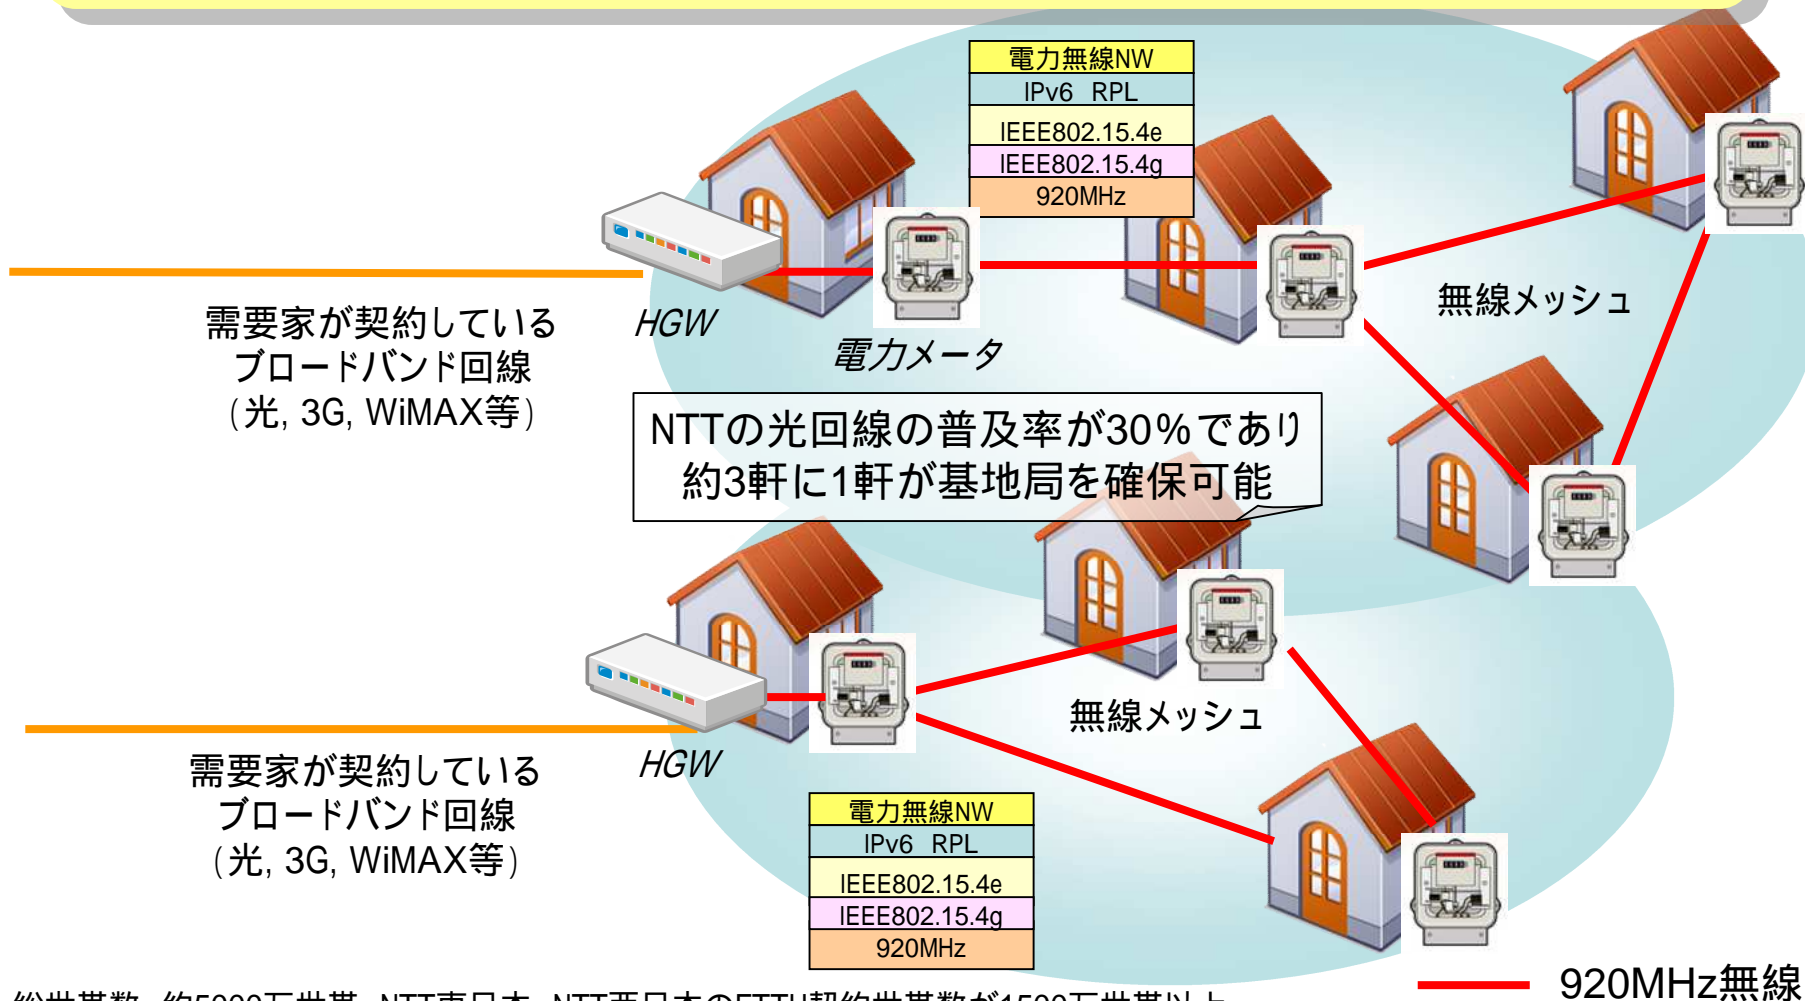 電力無線NW
IPv6 RPL
IEEE802.15.4e
IEEE802.15.4g
920MHz
需要家が契約している
ブロードバンド回線
(光, 3G, WiMAX等)
HGW
電力メータ
無線メッシュ
NTTの光回線の普及率が30%であり
約3軒に1軒が基地局を確保可能
需要家が契約している
ブロードバンド回線
(光, 3G, WiMAX等)
HGW
無線メッシュ
電力無線NW
IPv6 RPL
IEEE802.15.4e
IEEE802.15.4g
920MHz
920MHz無線